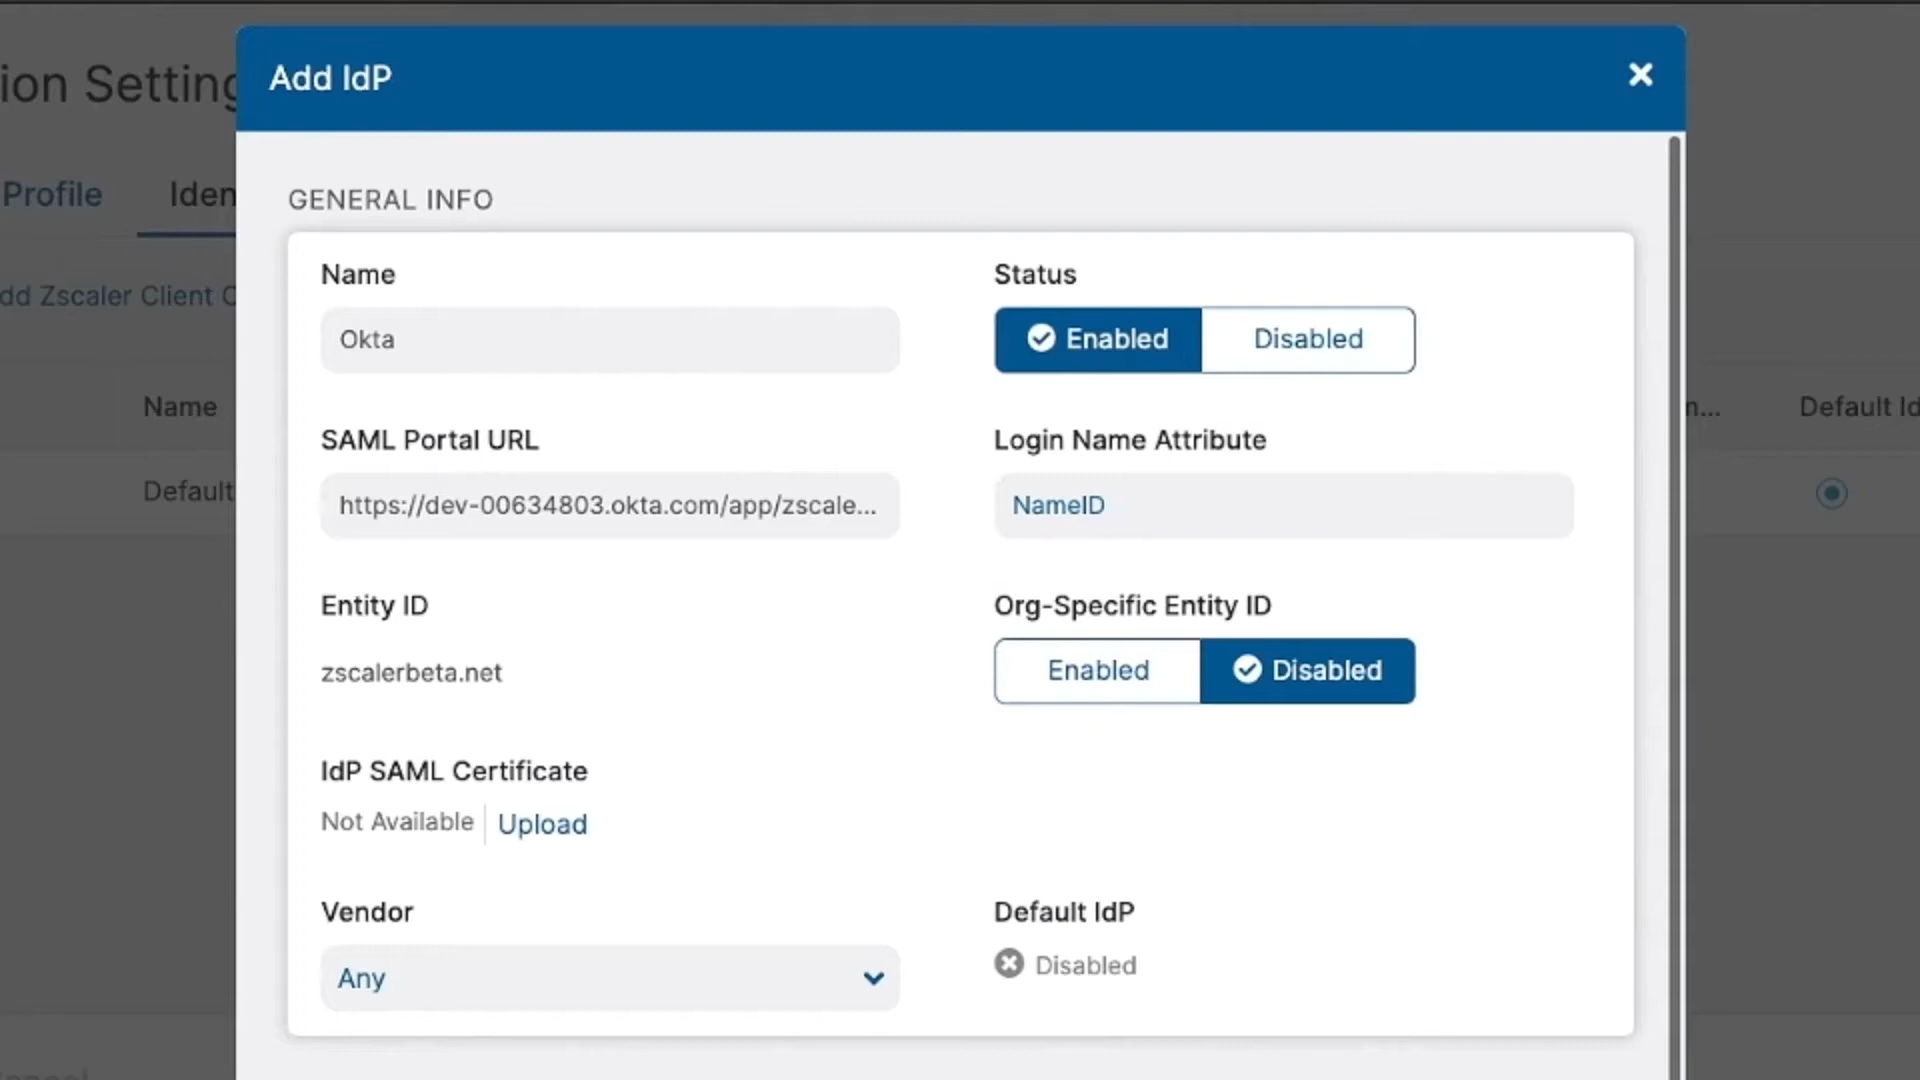 Add IdP
ion Setting
Profile
Iden
dd Zscaler Client C
Name
Default
n...
Default Id
GENERAL INFO
Name
Okta
Status
Enabled
Disabled
SAML Portal URL
https://dev-00634803.okta.com/app/zscale...
Login Name Attribute
NameID
Entity ID
zscalerbeta.net
Org-Specific Entity ID
Enabled
Disabled
IdP SAML Certificate
Not Available
Upload
Vendor
Any
Default IdP
Disabled